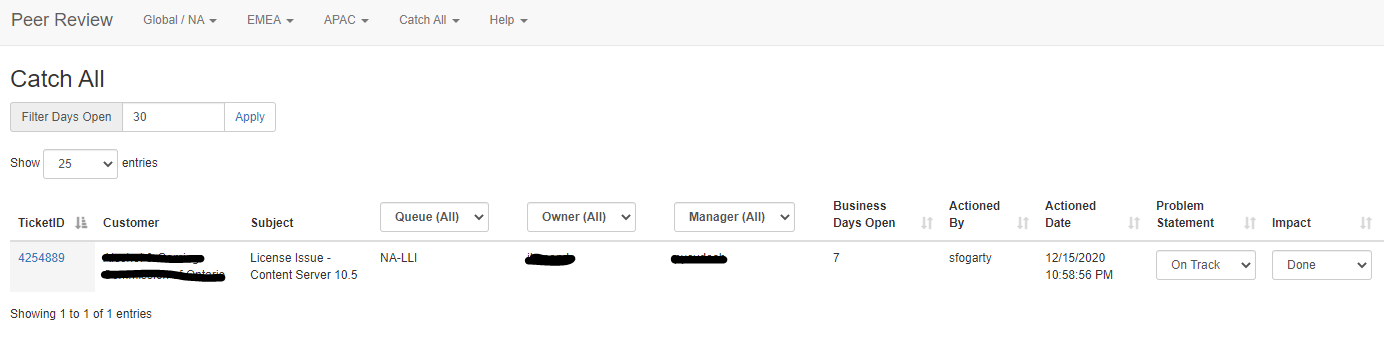 Peer Review Global / NA EMEA APAC Catch All Help
Catch All
Filter Days Open 30 Apply
Show 25 entries
TicketID Customer Subject Queue (All) Owner (All) Manager (All) Business Days Open Actioned By Actioned Date Problem Statement Impact
4254889 License Issue - NA-LLI 7 sfogarty 12/15/2020 On Track Done
Content Server 10.5 10:58:56 PM
Showing 1 to 1 of 1 entries